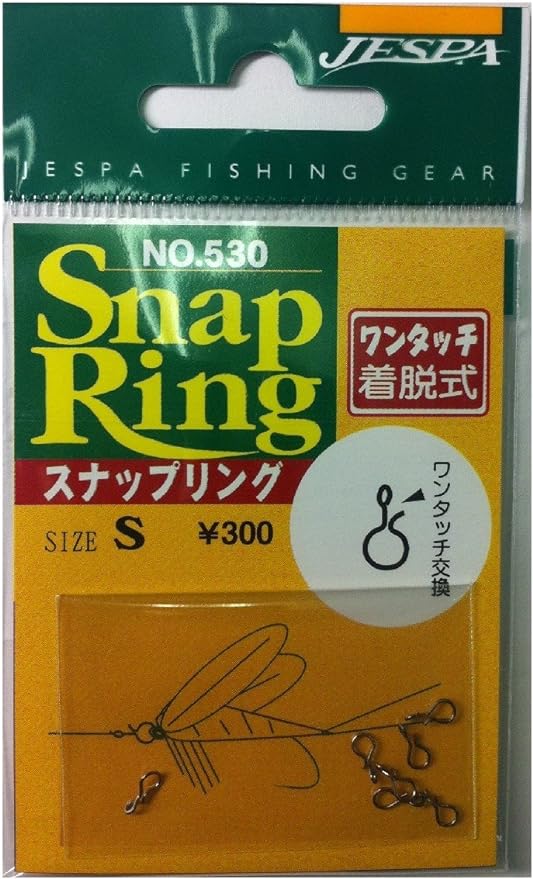 JESPA
JESPA FISHING GEAR
NO.530
Snap
Ring
スナップリング
ワンタッチ
着脱式
ワンタッチ交換
SIZE S ¥300